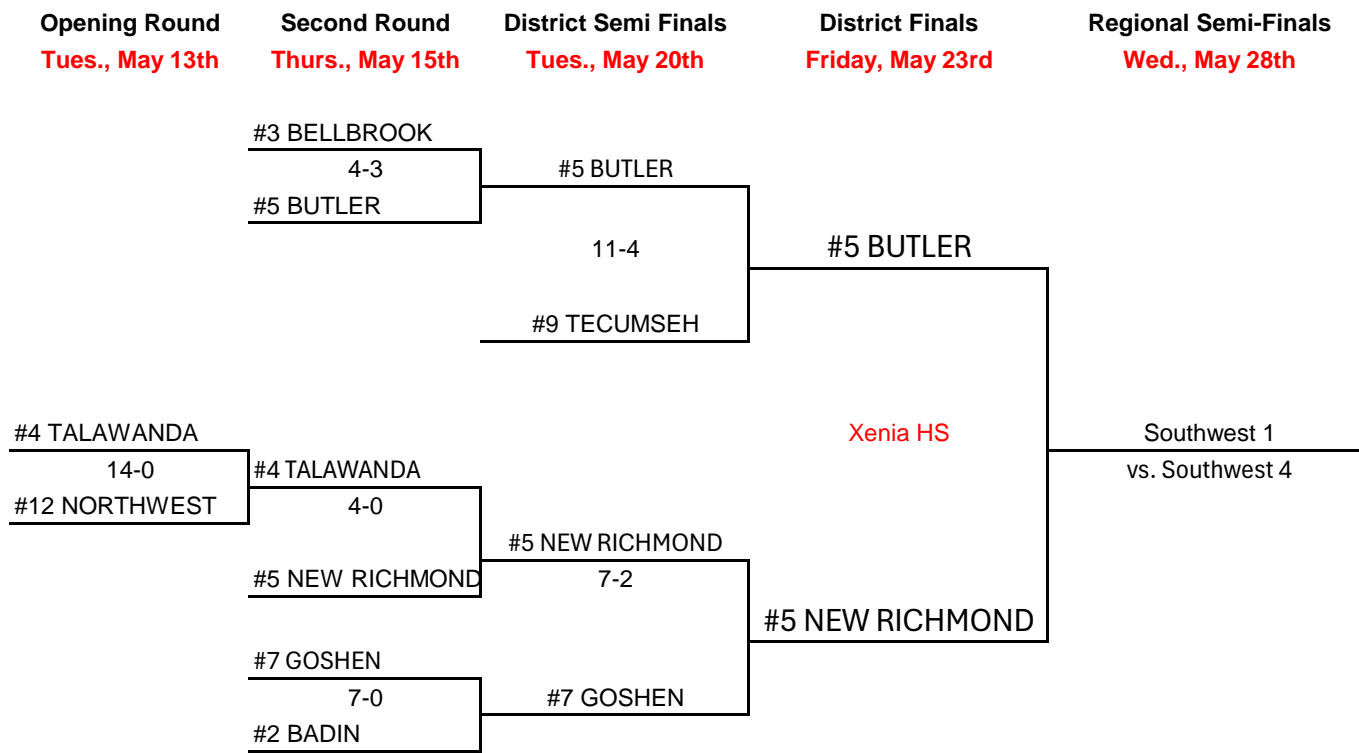 Opening Round Second Round District Semi Finals District Finals Regional Semi-Finals
Tues., May 13th Thurs., May 15th Tues., May 20th Friday, May 23rd Wed., May 28th
#3 BELLBROOK
4-3 #5 BUTLER
#5 BUTLER
11-4 #5 BUTLER
#9 TECUMSEH
#4 TALAWANDA Xenia HS Southwest 1
14-0 #4 TALAWANDA vs. Southwest 4
#12 NORTHWEST 4-0
#5 NEW RICHMOND
#5 NEW RICHMOND 7-2
#5 NEW RICHMOND
#7 GOSHEN
7-0 #7 GOSHEN
#2 BADIN